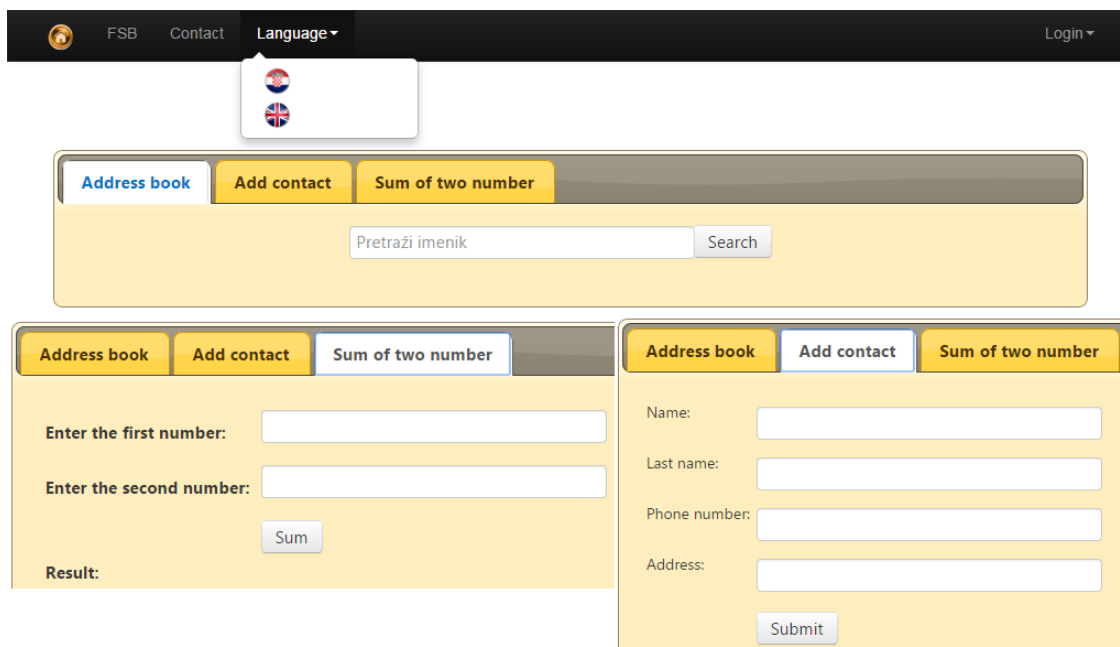 FSB Contact Language Login
Address book Add contact Sum of two number
Pretraži imenik Search
Address book Add contact Sum of two number
Enter the first number:
Enter the second number:
Sum
Result:
Address book Add contact Sum of two number
Name:
Last name:
Phone number:
Address:
Submit